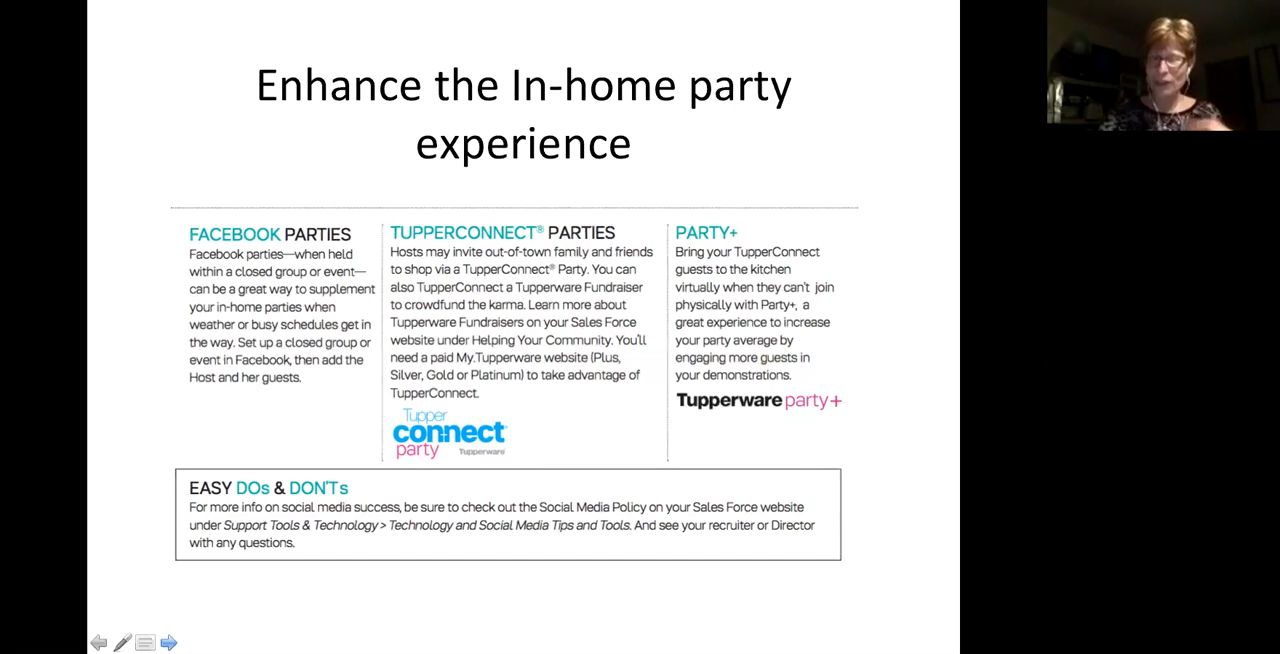 Enhance the In-home party
experience
FACEBOOK PARTIES
Facebook parties—when held
within a closed group or event—
can be a great way to supplement
your in-home parties when
weather or busy schedules get in
the way. Set up a closed group or
event in Facebook, then add the
Host and her guests.
TUPPERCONNECT® PARTIES
Hosts may invite out-of-town family and friends
to shop via a TupperConnect® Party. You can
also TupperConnect a Tupperware Fundraiser
to crowdfund the karma. Learn more about
Tupperware Fundraisers on your Sales Force
website under Helping Your Community. You'll
need a paid My.Tupperware website (Plus,
Silver, Gold or Platinum) to take advantage of
TupperConnect.
Tupper
connect®
party Tupperware®
PARTY+
Bring your TupperConnect
guests to the kitchen
virtually when they can't join
physically with Party+, a
great experience to increase
your party average by
engaging more guests in
your demonstrations.
Tupperware party+
EASY DOs & DON'Ts
For more info on social media success, be sure to check out the Social Media Policy on your Sales Force website
under Support Tools & Technology > Technology and Social Media Tips and Tools. And see your recruiter or Director
with any questions.